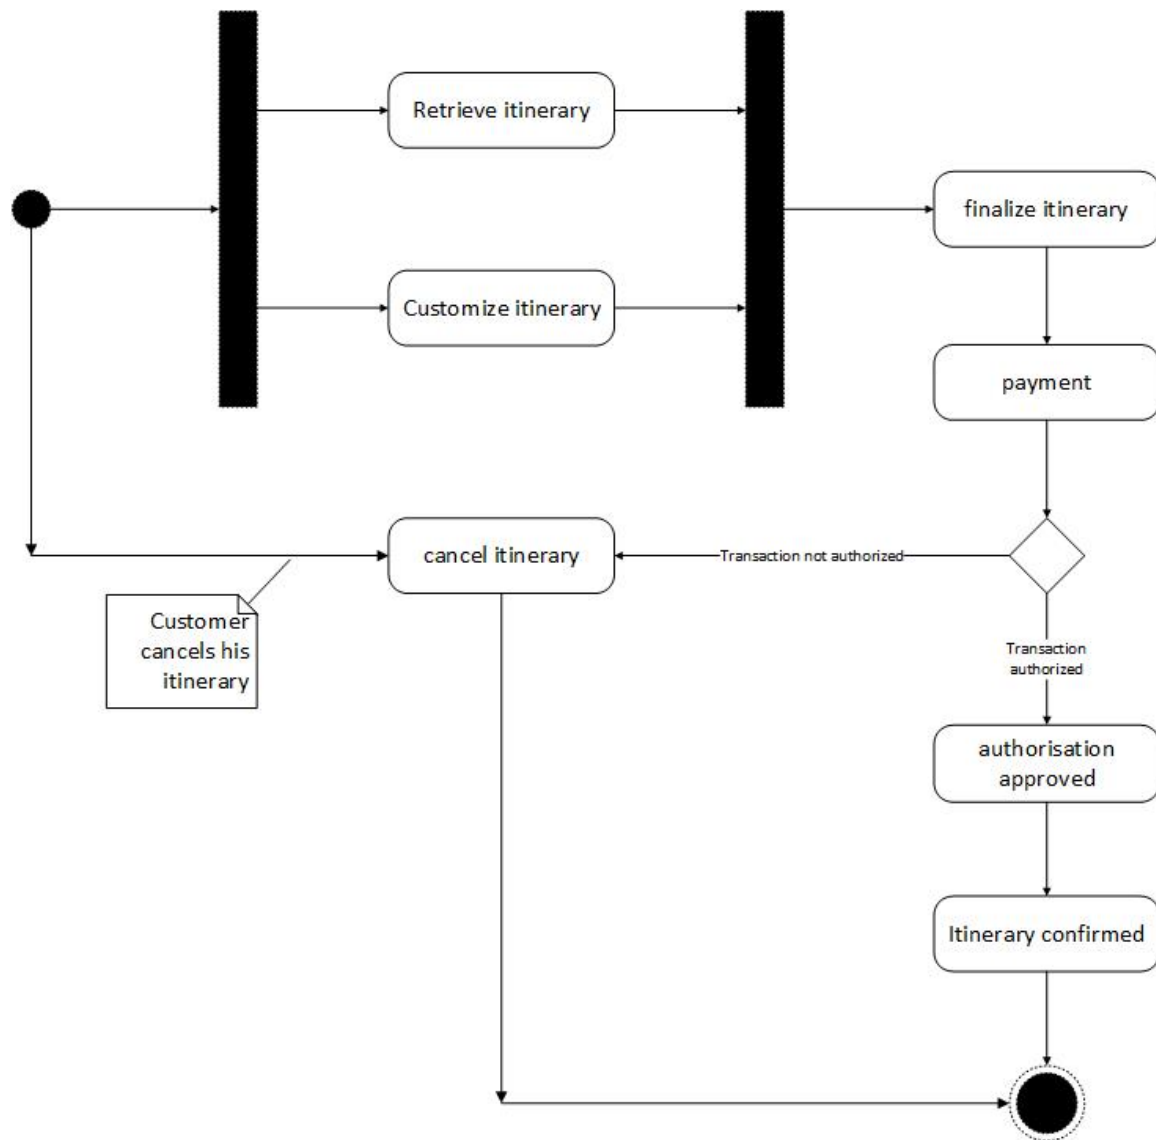 Retrieve itinerary
finalize itinerary
Customize itinerary
payment
cancel itinerary
Transaction not authorized
Customer
cancels his
itinerary
Transaction
authorized
authorisation
approved
Itinerary confirmed